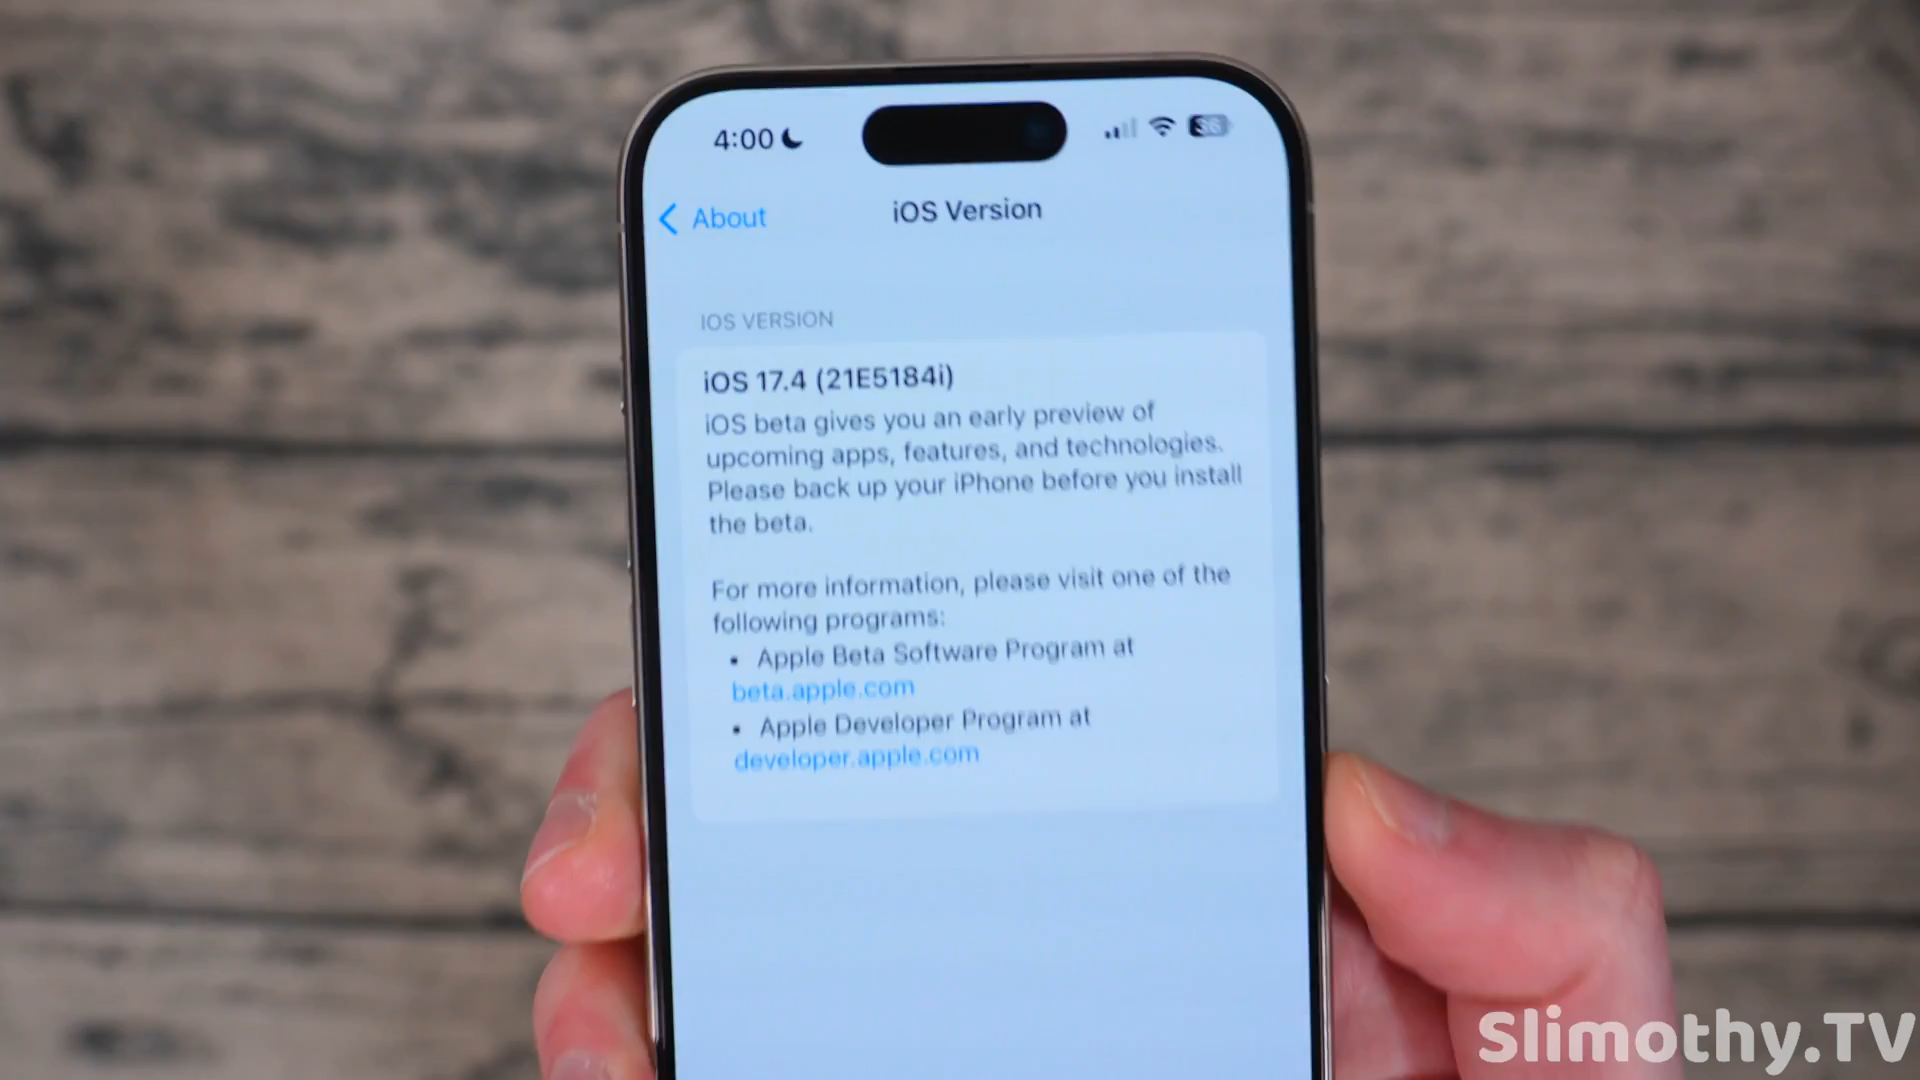 4:00
36
About
iOS Version
IOS VERSION
iOS 17.4 (21E5184i)
iOS beta gives you an early preview of
upcoming apps, features, and technologies.
Please back up your iPhone before you install
the beta.
For more information, please visit one of the
following programs:
• Apple Beta Software Program at
beta.apple.com
• Apple Developer Program at
developer.apple.com
Slimothy.TV